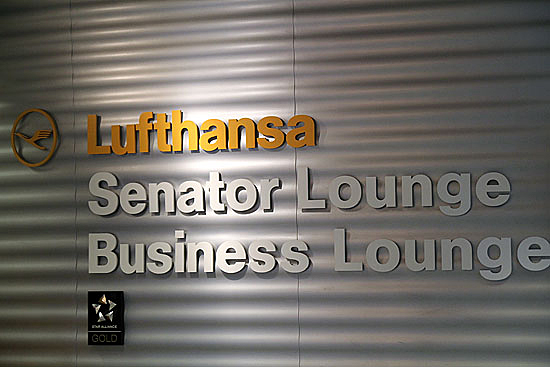 Lufthansa
Senator Lounge
Business Lounge
STAR ALLIANCE
GOLD